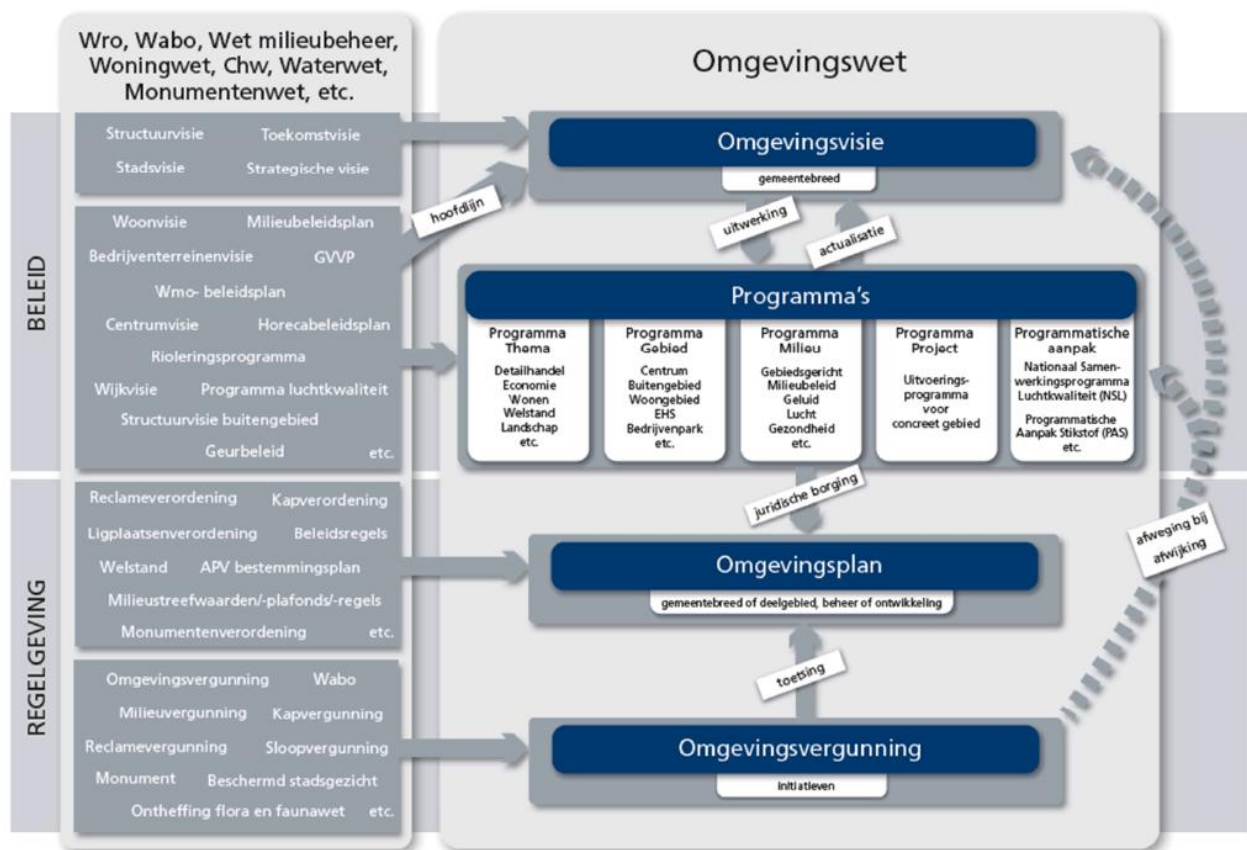 Wro, Wabo, Wet milieubeheer,
Woningwet, Chw, Waterwet,
Monumentenwet, etc.
BELEID
Structuurvisie Toekomstvisie
Stadsvisie Strategische visie
Woonvisie Milieubeleidsplan
Bedrijventerreinenvisie GVVP
Wmo- beleidsplan
Centrumvisie Horecabeleidsplan
Rioleringsprogramma
Wijkvisie Programma luchtkwaliteit
Structuurvisie buitengebied
Geurbeleid etc.
REGELGEVING
Reclameverordening Kapverordening
Ligplaatsenverordening Beleidsregels
Welstand APV bestemmingsplan
Milieustreefwaarden/-plafonds/-regels
Monumentenverordening etc.
Omgevingsvergunning Wabo
Milieuvergunning Kapvergunning
Reclamevergunning Sloopvergunning
Monument Beschermd stadsgezicht
Ontheffing flora en faunawet etc.
Omgevingswet
Omgevingsvisie
gemeentebreed
hoofdlijn
uitwerking
actualisatie
Programma's
Programma
Thema
Detailhandel
Economie
Wonen
Welstand
Landschap
etc.
Programma
Gebied
Centrum
Buitengebied
Woongebied
EHS
Bedrijvenpark
etc.
Programma
Milieu
Gebiedsgericht
Milieubeleid
Geluid
Lucht
Gezondheid
etc.
Programma
Project
Uitvoerings-
programma
voor
concreet gebied
Programmatische
aanpak
Nationaal Samen-
werkingsprogramma
Luchtkwaliteit (NSL)
Programmatische
Aanpak Stikstof (PAS)
etc.
juridische borging
Omgevingsplan
gemeentebreed of deelgebied, beheer of ontwikkeling
afweging bij
afwijking
toetsing
Omgevingsvergunning
initiatieven